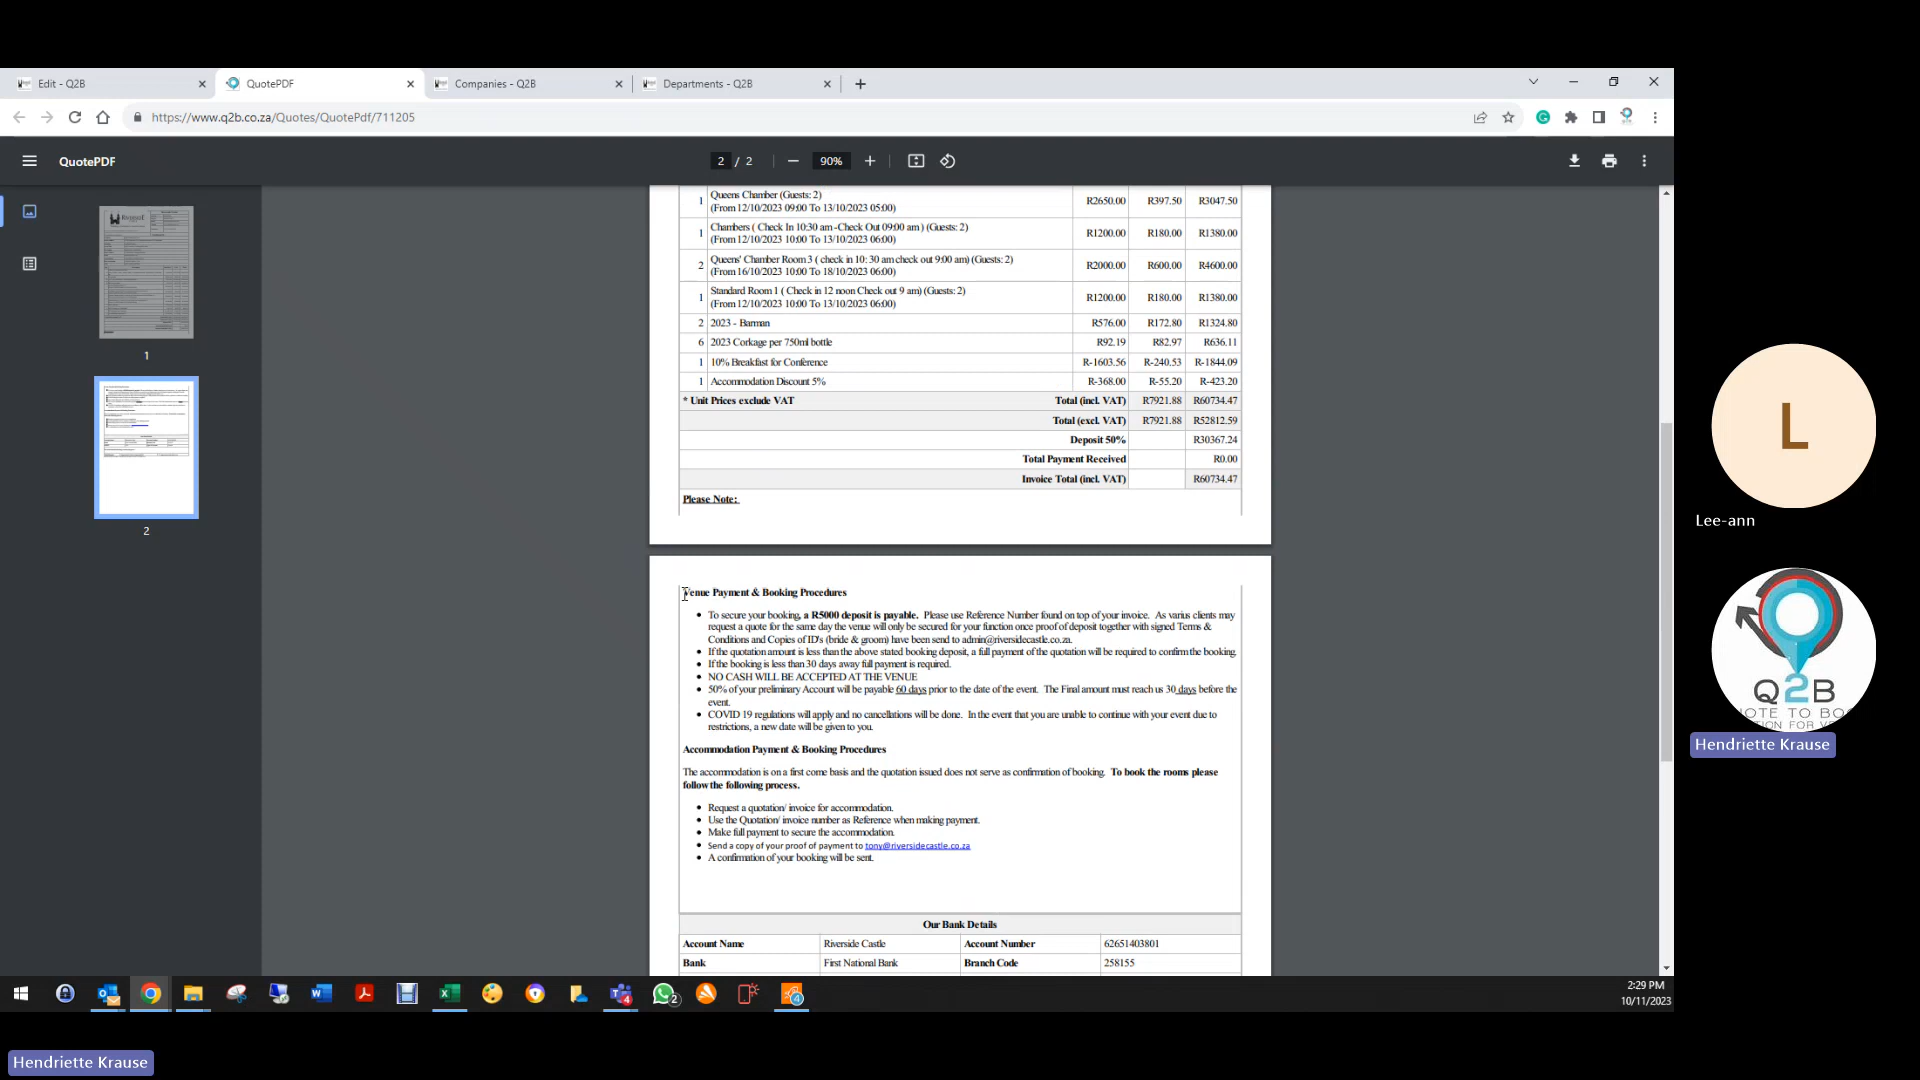 Edit - Q2B
QuotePDF
Companies - Q2B
Departments - Q2B
https://www.q2b.co.za/Quotes/QuotePdf/711205
QuotePDF
2 / 2
90%
1
2
1 Queens Chamber (Guests: 2) R2650.00 R397.50 R3047.50
(From 12/10/2023 09:00 To 13/10/2023 05:00)
1 Chambers ( Check In 10:30 am -Check Out 09:00 am ) (Guests: 2) R1200.00 R180.00 R1380.00
(From 12/10/2023 10:00 To 13/10/2023 06:00)
2 Queens' Chamber Room 3 ( check in 10: 30 am check out 9:00 am) (Guests: 2) R2000.00 R600.00 R4600.00
(From 16/10/2023 10:00 To 18/10/2023 06:00)
1 Standard Room 1 ( Check in 12 noon Check out 9 am) (Guests: 2) R1200.00 R180.00 R1380.00
(From 12/10/2023 10:00 To 13/10/2023 06:00)
2 2023 - Barman R576.00 R172.80 R1324.80
6 2023 Corkage per 750ml bottle R92.19 R82.97 R636.11
1 10% Breakfast for Conference R-1603.56 R-240.53 R-1844.09
1 Accommodation Discount 5% R-368.00 R-55.20 R-423.20
* Unit Prices exclude VAT Total (incl. VAT) R7921.88 R60734.47
Total (excl. VAT) R7921.88 R52812.59
Deposit 50% R30367.24
Total Payment Received R0.00
Invoice Total (incl. VAT) R60734.47
Please Note:
Venue Payment & Booking Procedures
• To secure your booking, a R5000 deposit is payable. Please use Reference Number found on top of your invoice. As varius clients may
request a quote for the same day the venue will only be secured for your function once proof of deposit together with signed Terms &
Conditions and Copies of ID's (bride & groom) have been send to admin@riversidecastle.co.za.
• If the quotation amount is less than the above stated booking deposit, a full payment of the quotation will be required to confirm the booking.
• If the booking is less than 30 days away full payment is required.
• NO CASH WILL BE ACCEPTED AT THE VENUE
• 50% of your preliminary Account will be payable 60 days prior to the date of the event. The Final amount must reach us 30 days before the
event.
• COVID 19 regulations will apply and no cancellations will be done. In the event that you are unable to continue with your event due to
restrictions, a new date will be given to you.
Accommodation Payment & Booking Procedures
The accommodation is on a first come basis and the quotation issued does not serve as confirmation of booking. To book the rooms please
follow the following process.
• Request a quotation/ invoice for accommodation.
• Use the Quotation/ invoice number as Reference when making payment.
• Make full payment to secure the accommodation.
• Send a copy of your proof of payment to tony@riversidecastle.co.za
• A confirmation of your booking will be sent.
Our Bank Details
Account Name Riverside Castle Account Number 62651403801
Bank First National Bank Branch Code 258155
L
Lee-ann
Q2B
Hendriette Krause
2:29 PM
10/11/2023
Hendriette Krause